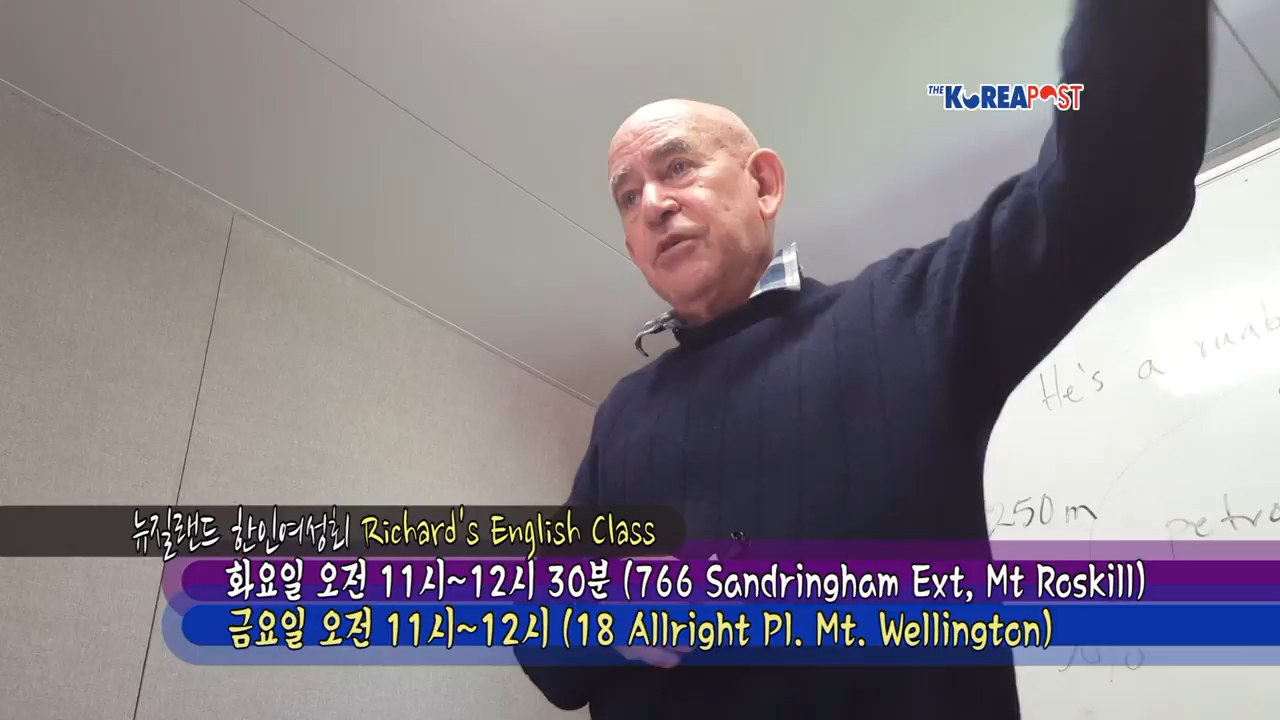 THE KOREAPOST
He's a
250m
뉴질랜드 한인여성회 Richard's English Class
화요일 오전 11시~12시 30분 (766 Sandringham Ext, Mt Roskill)
금요일 오전 11시~12시 (18 Allright Pl. Mt. Wellington)